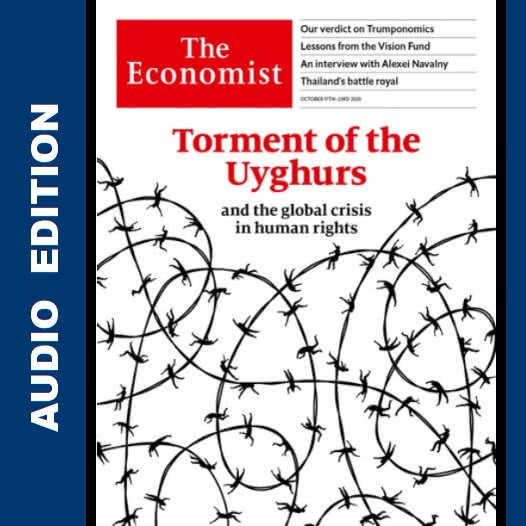 AUDIO EDITION
The
Economist
Our verdict on Trumponomics
Lessons from the Vision Fund
An interview with Alexei Navalny
Thailand's battle royal
OCTOBER 17TH–23RD 2020
Torment of the
Uyghurs
and the global crisis
in human rights